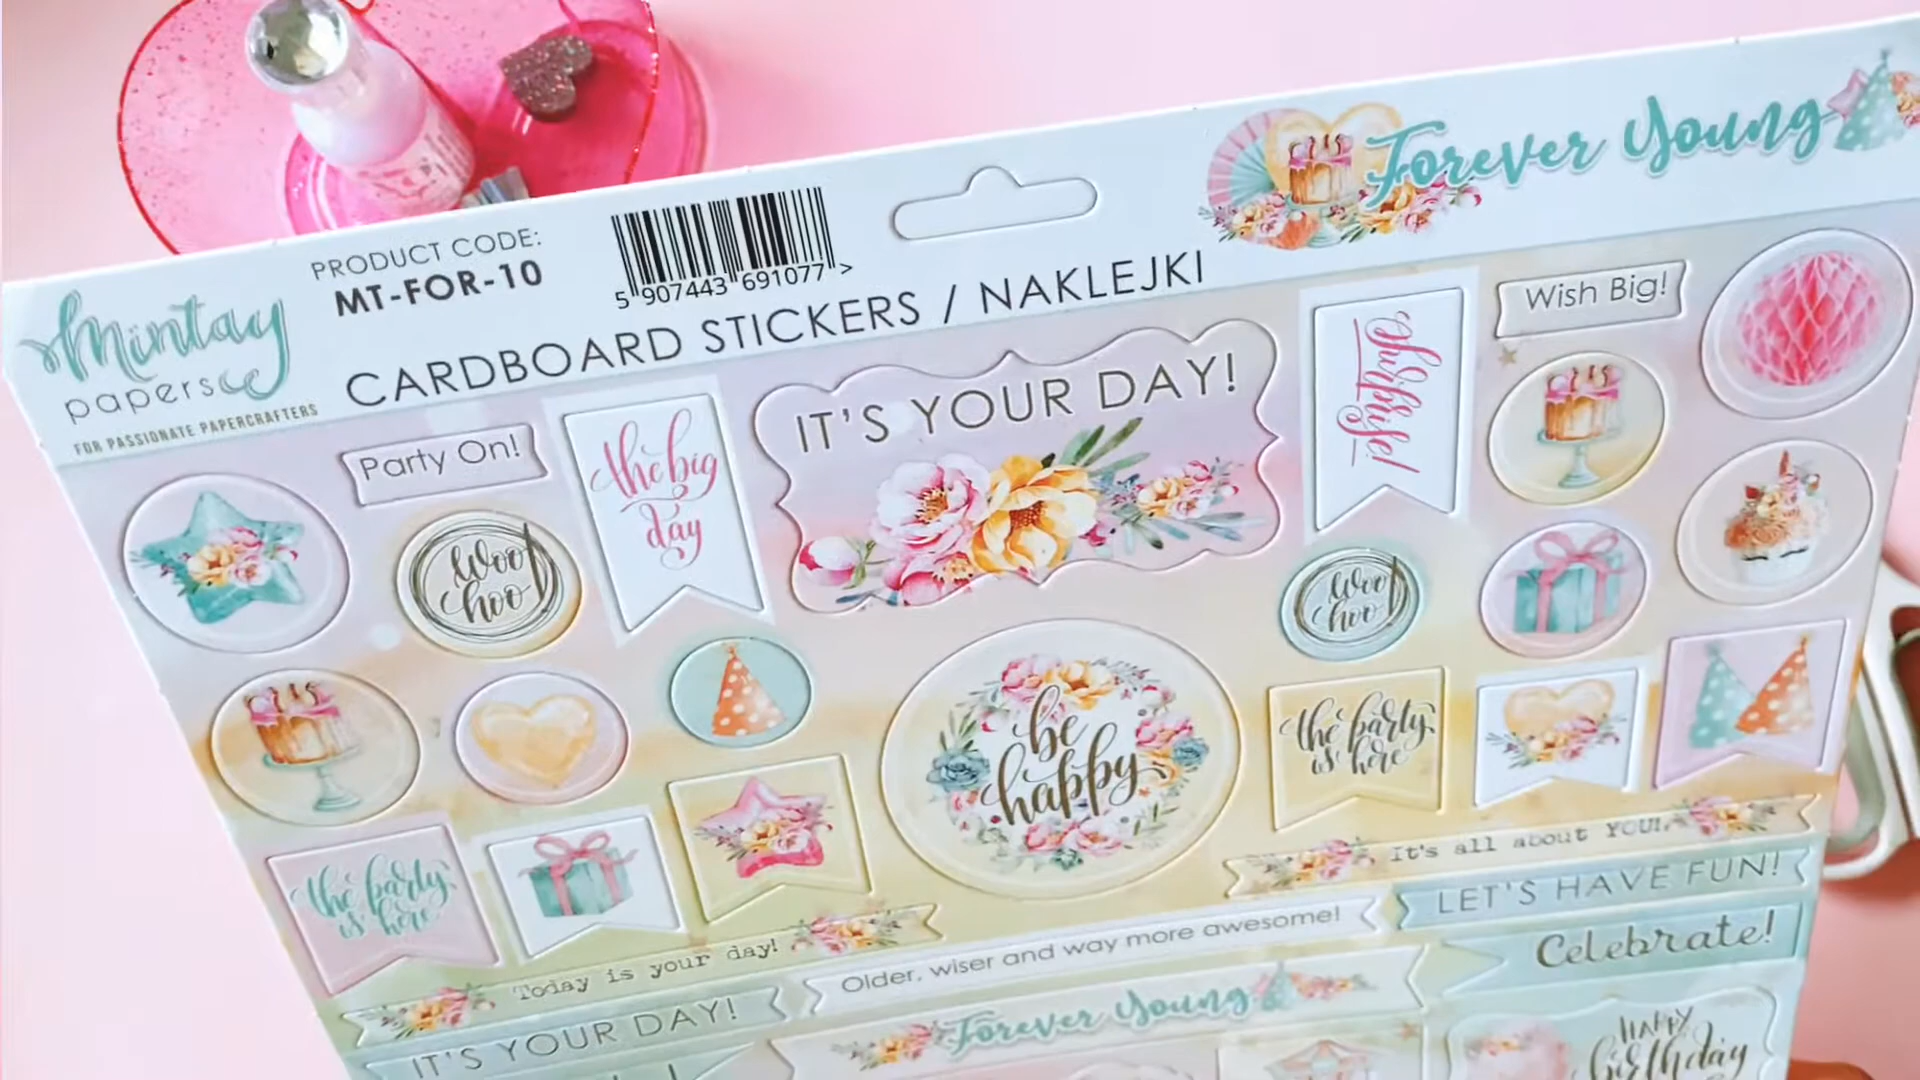 Mintay
papers
FOR PASSIONATE PAPERCRAFTERS
PRODUCT CODE:
MT-FOR-10
5 907443 691077 >
CARDBOARD STICKERS / NAKLEJKI
Forever Young
Party On!
the big
day
IT'S YOUR DAY!
Surprise!
Wish Big!
Woo
hoo!
Woo
hoo!
be
happy
the party
is here
the party
is here
It's all about YOU!
LET'S HAVE FUN!
Today is your day!
Older, wiser and way more awesome!
Celebrate!
IT'S YOUR DAY!
Forever Young
HAPPY
birthday